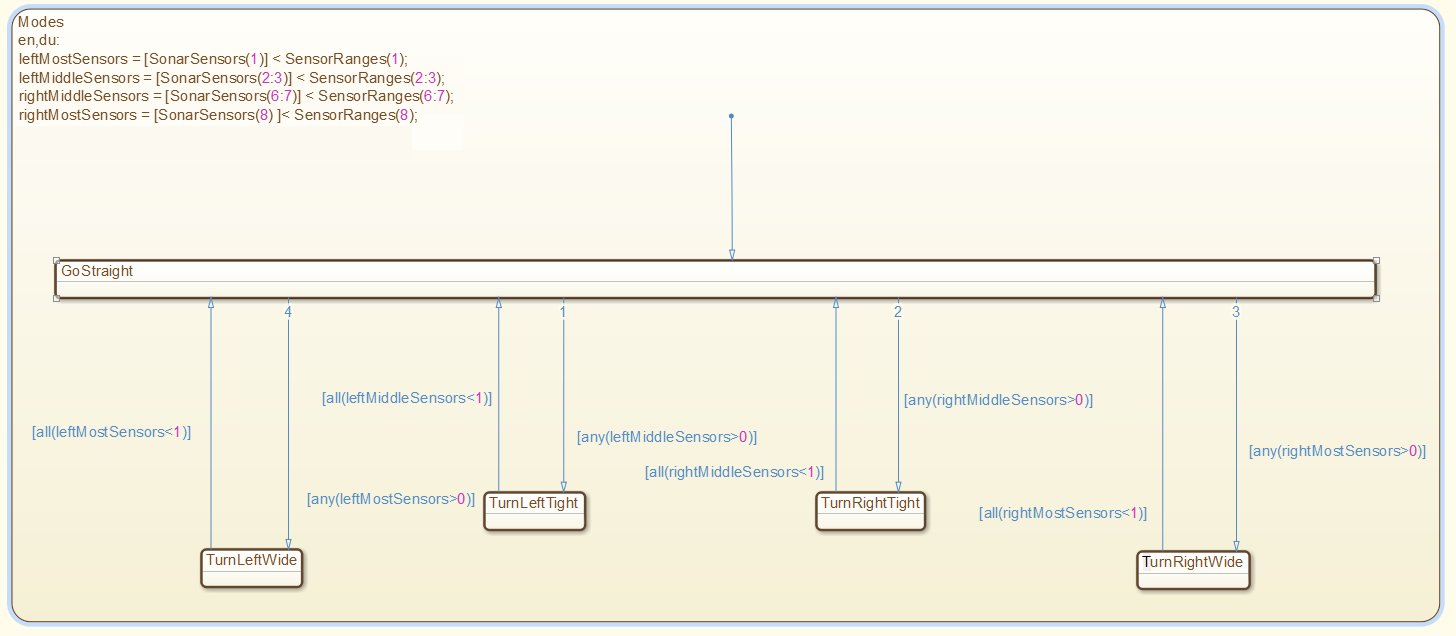 Modes
en,du:
leftMostSensors = [SonarSensors(1)] < SensorRanges(1);
leftMiddleSensors = [SonarSensors(2:3)] < SensorRanges(2:3);
rightMiddleSensors = [SonarSensors(6:7)] < SensorRanges(6:7);
rightMostSensors = [SonarSensors(8) ]< SensorRanges(8);
GoStraight
4
1
2
3
[all(leftMiddleSensors<1)]
[any(rightMiddleSensors>0)]
[all(leftMostSensors<1)]
[any(leftMiddleSensors>0)]
[any(rightMostSensors>0)]
[all(rightMiddleSensors<1)]
[any(leftMostSensors>0)]
TurnLeftTight
TurnRightTight
[all(rightMostSensors<1)]
TurnLeftWide
TurnRightWide